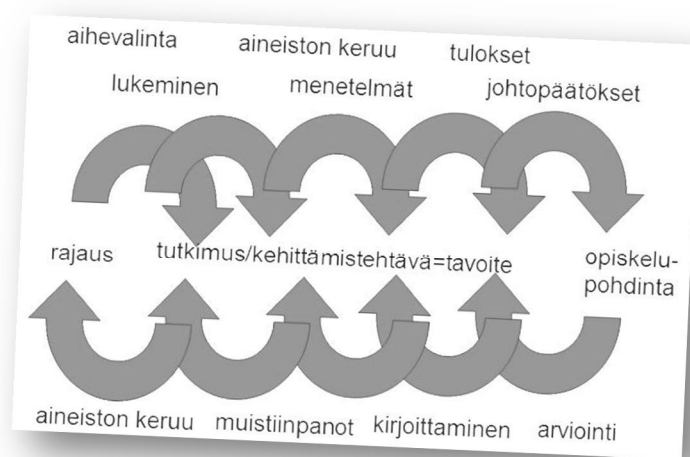 aihevalinta aineiston keruu tulokset
lukeminen menetelmät johtopäätökset
rajaus tutkimus/kehittämistehtävä=tavoite opiskelu-
pohdinta
aineiston keruu muistiinpanot kirjoittaminen arviointi